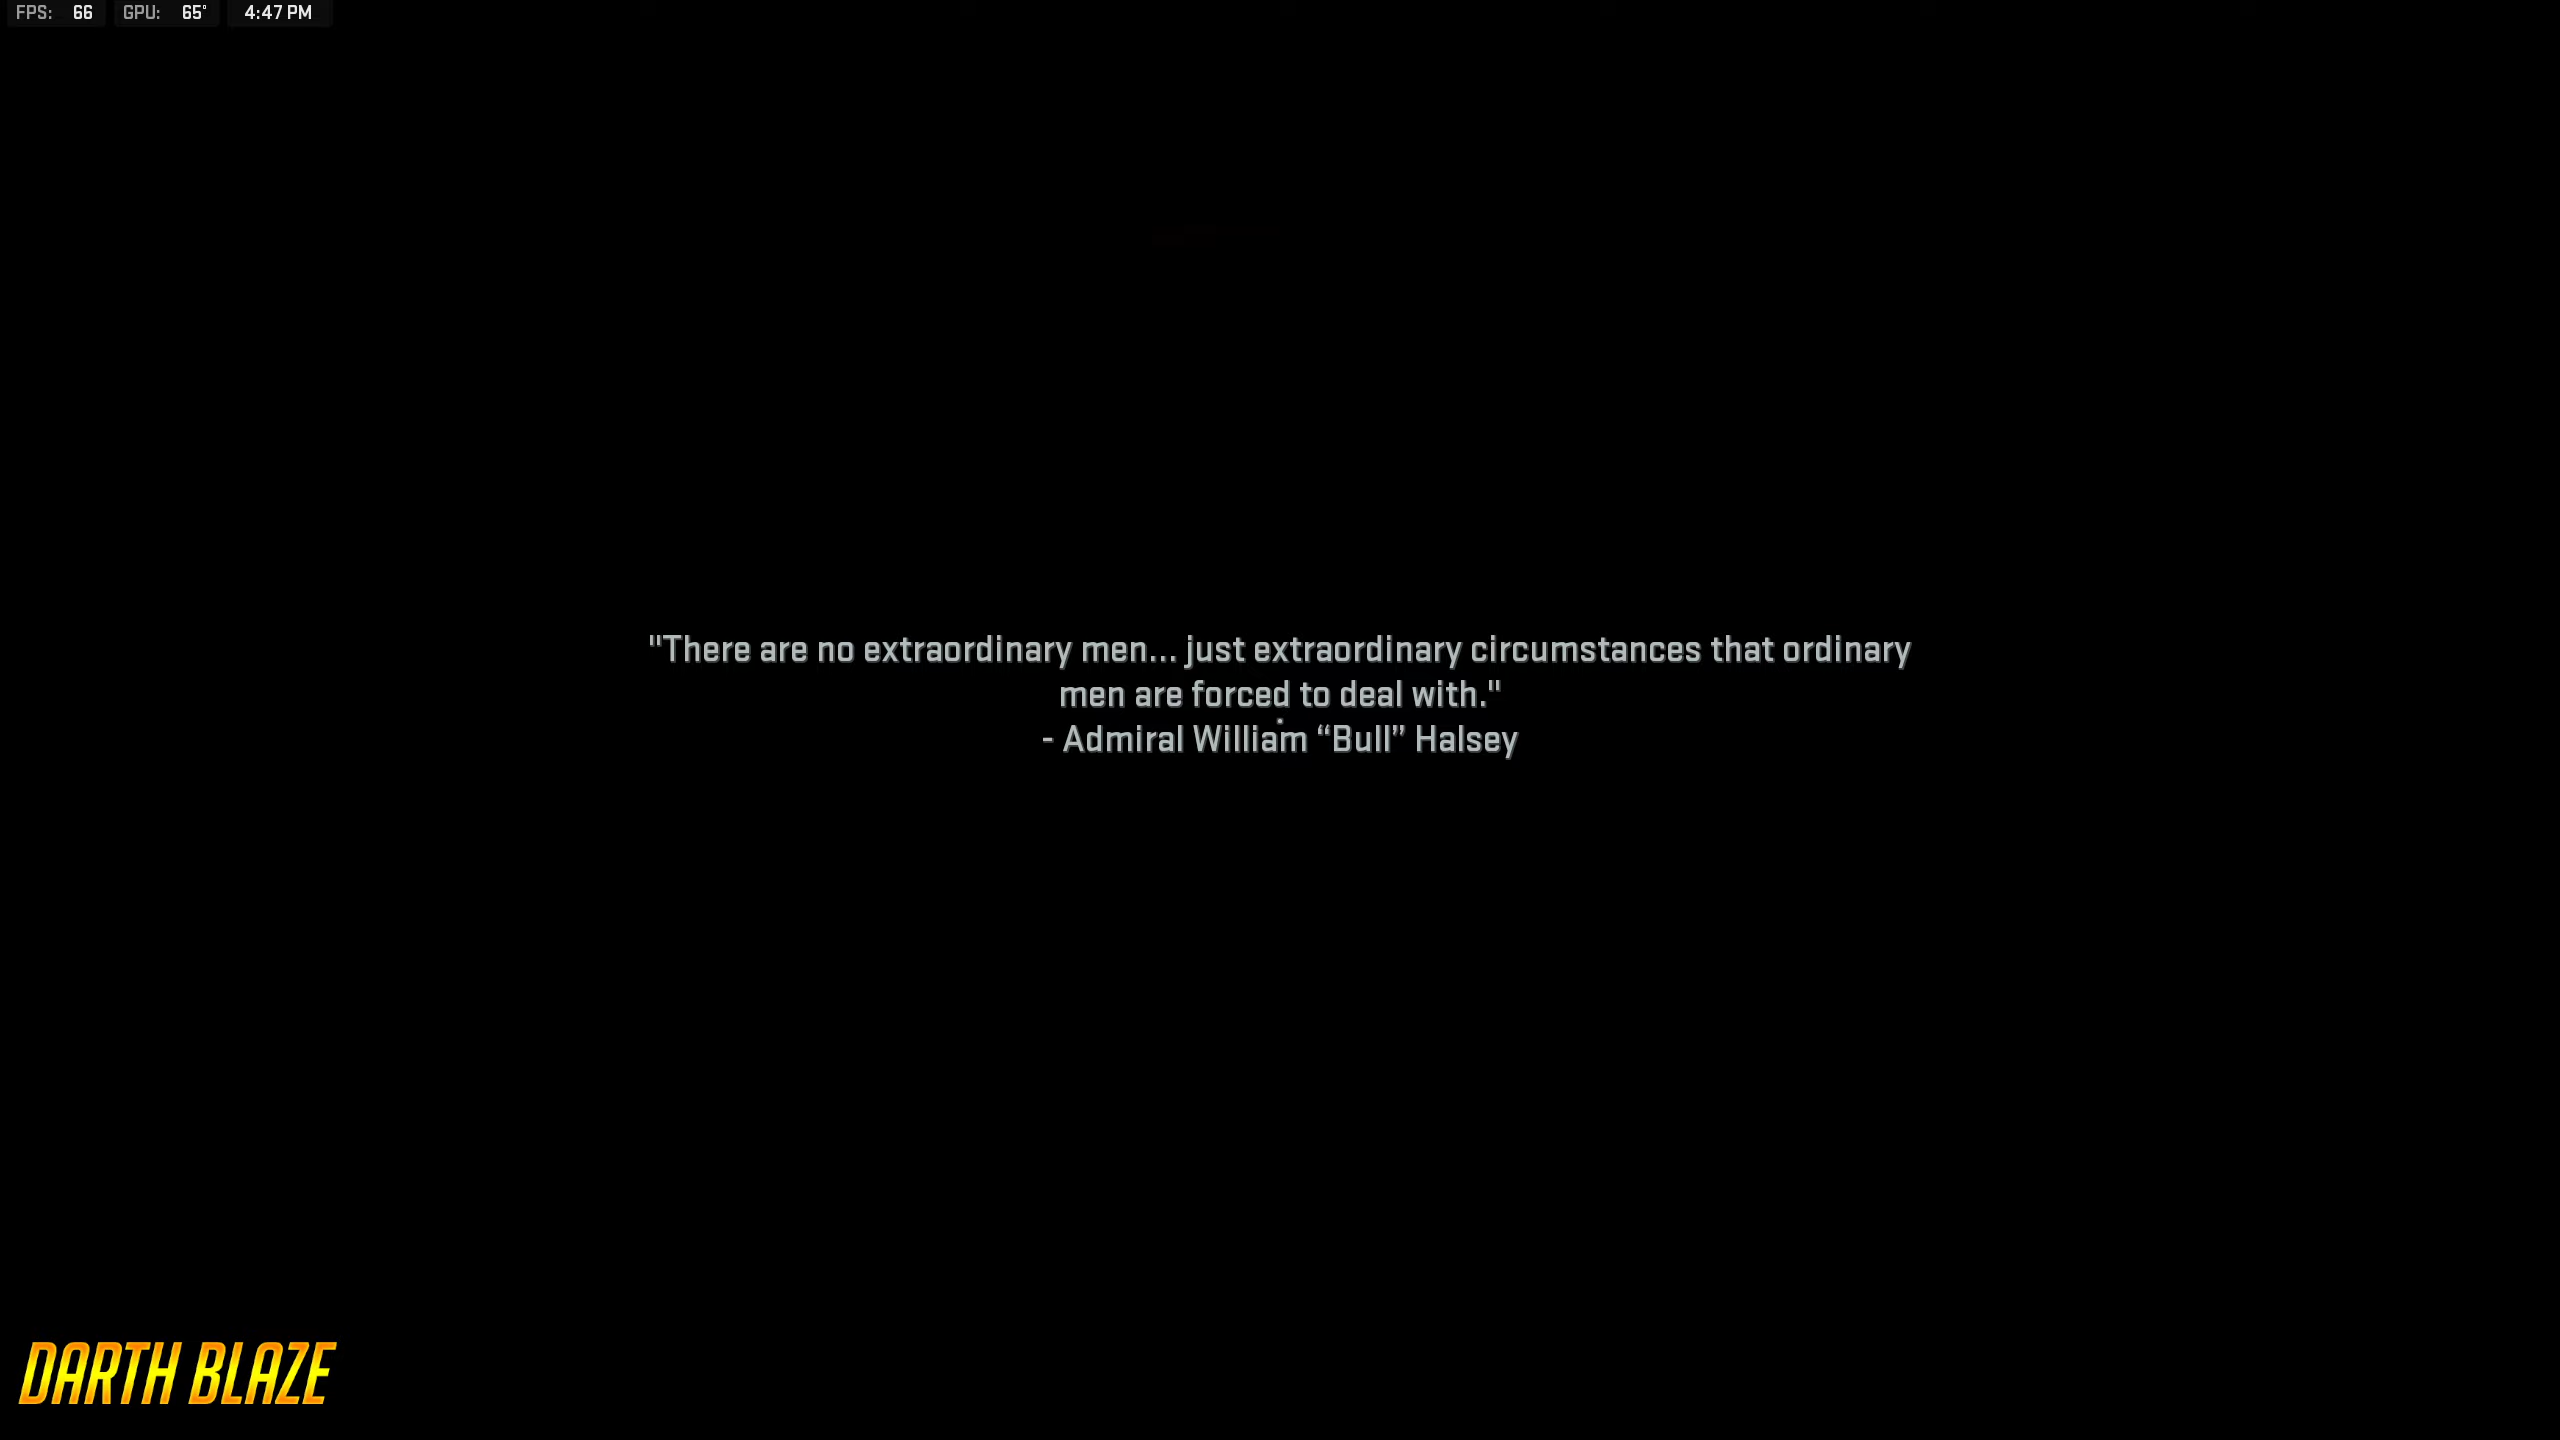 FPS: 66 GPU: 65° 4:47 PM
"There are no extraordinary men... just extraordinary circumstances that ordinary
men are forced to deal with."
- Admiral William “Bull” Halsey
DARTH BLAZE